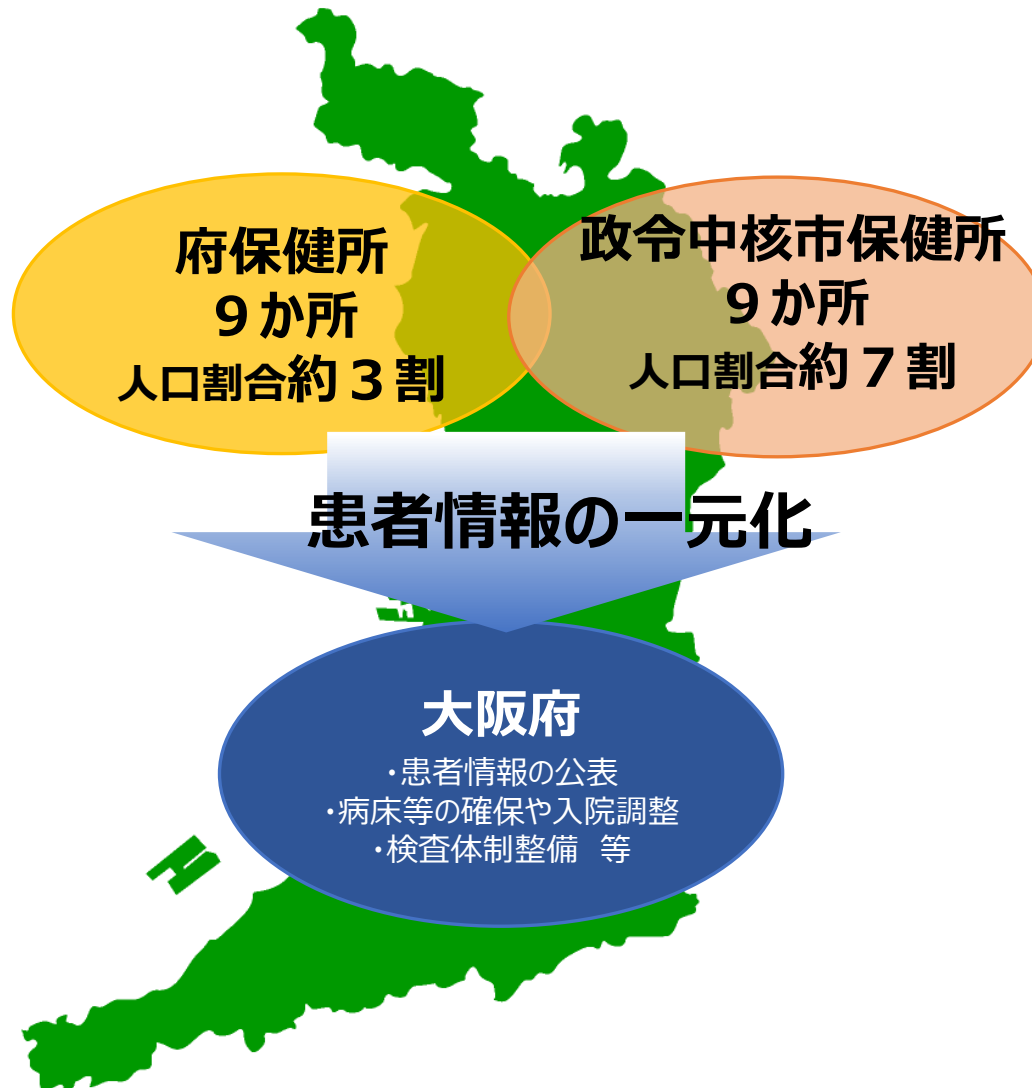 府保健所
９か所
人口割合約３割
政令中核市保健所
９か所
人口割合約７割
患者情報の一元化
大阪府
・患者情報の公表
・病床等の確保や入院調整
・検査体制整備　等